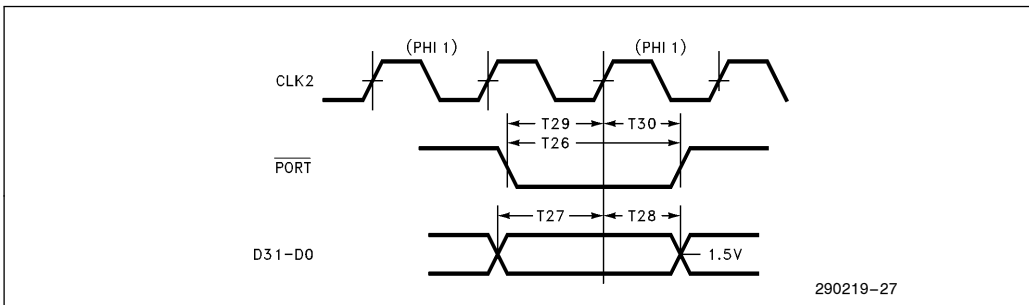 (PHI 1) (PHI 1)
CLK2
T29 T30
T26
PORT
T27 T28
D31-D0 1.5V
290219-27